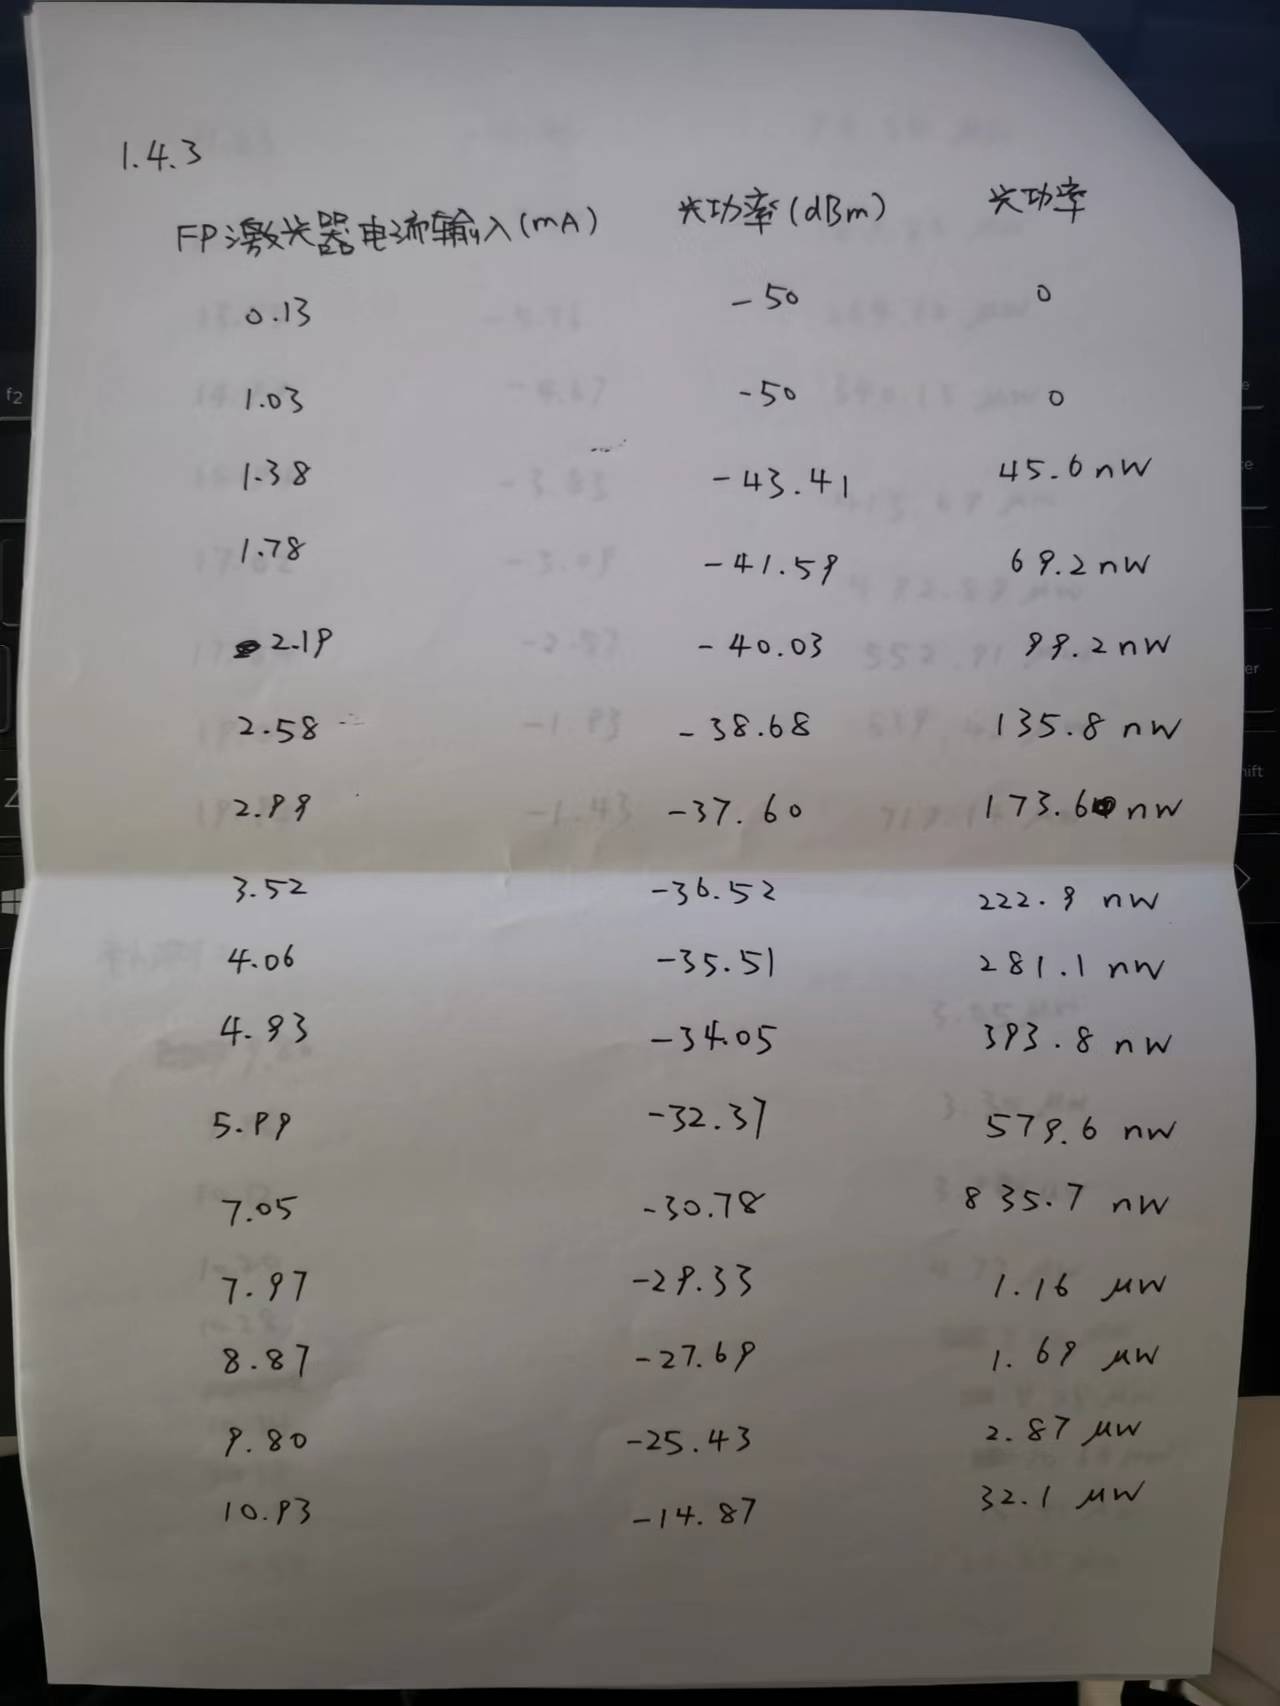 1.4.3
FP激光器电流输入(mA) 光功率(dBm) 光功率
0.13 -50 0
1.03 -50 0
1.38 -43.41 45.6nW
1.78 -41.59 69.2nW
2.19 -40.03 99.2nW
2.58 -38.68 135.8 nW
2.99 -37.60 173.6 nW
3.52 -36.52 222.9 nW
4.06 -35.51 281.1 nW
4.93 -34.05 393.8 nW
5.99 -32.37 579.6 nW
7.05 -30.78 835.7 nW
7.97 -29.33 1.16 μW
8.87 -27.69 1.69 μW
9.80 -25.43 2.87 μW
10.93 -14.87 32.1 μW